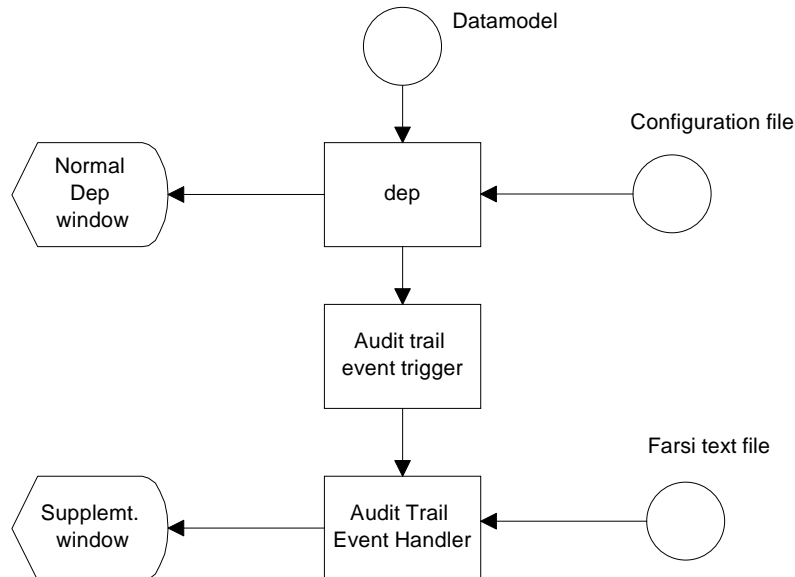 Datamodel
Configuration file
Normal
Dep
window
dep
Audit trail
event trigger
Farsi text file
Supplemt.
window
Audit Trail
Event Handler